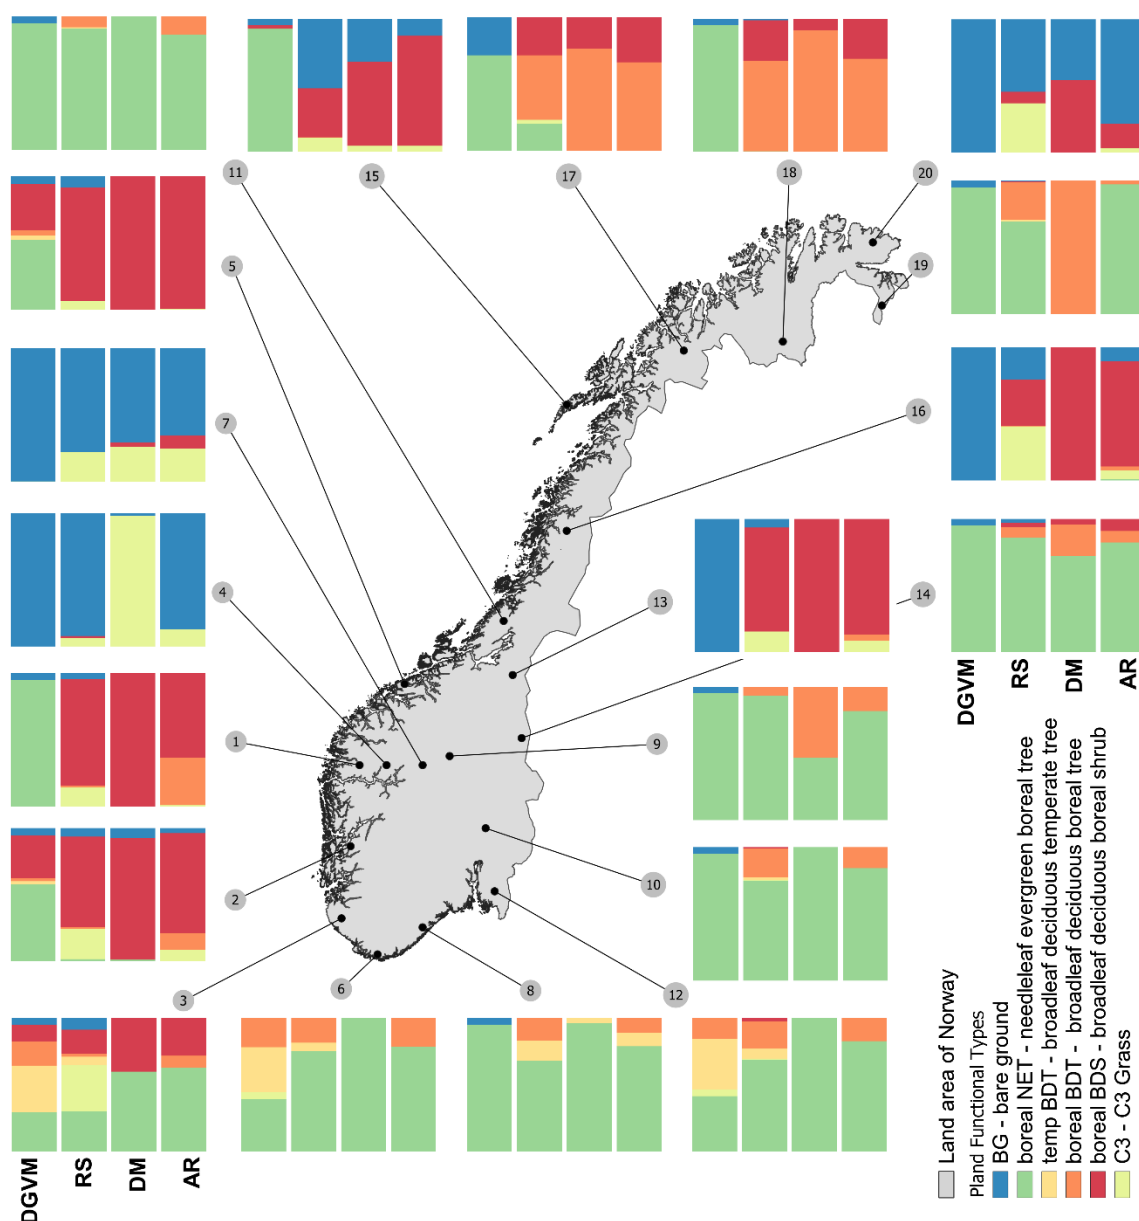 11
15
17
18
20
5
19
7
16
4
13
14
1
9
2
10
3
6
8
12
DGVM
RS
DM
AR
DGVM
RS
DM
AR
Land area of Norway
Pland Functional Types
BG - bare ground
boreal NET - needleleaf evergreen boreal tree
temp BDT - broadleaf deciduous temperate tree
boreal BDT - broadleaf deciduous boreal tree
boreal BDS - broadleaf deciduous boreal shrub
C3 - C3 Grass